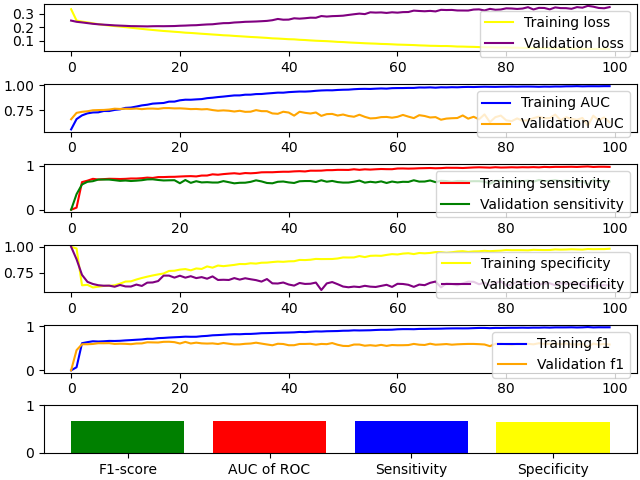 0.3
0.2
0.1
Training loss
Validation loss
0 20 40 60 80 100
1.00
0.75
Training AUC
Validation AUC
0 20 40 60 80 100
1
0
Training sensitivity
Validation sensitivity
0 20 40 60 80 100
1.00
0.75
Training specificity
Validation specificity
0 20 40 60 80 100
1
0
Training f1
Validation f1
0 20 40 60 80 100
1
0
F1-score AUC of ROC Sensitivity Specificity